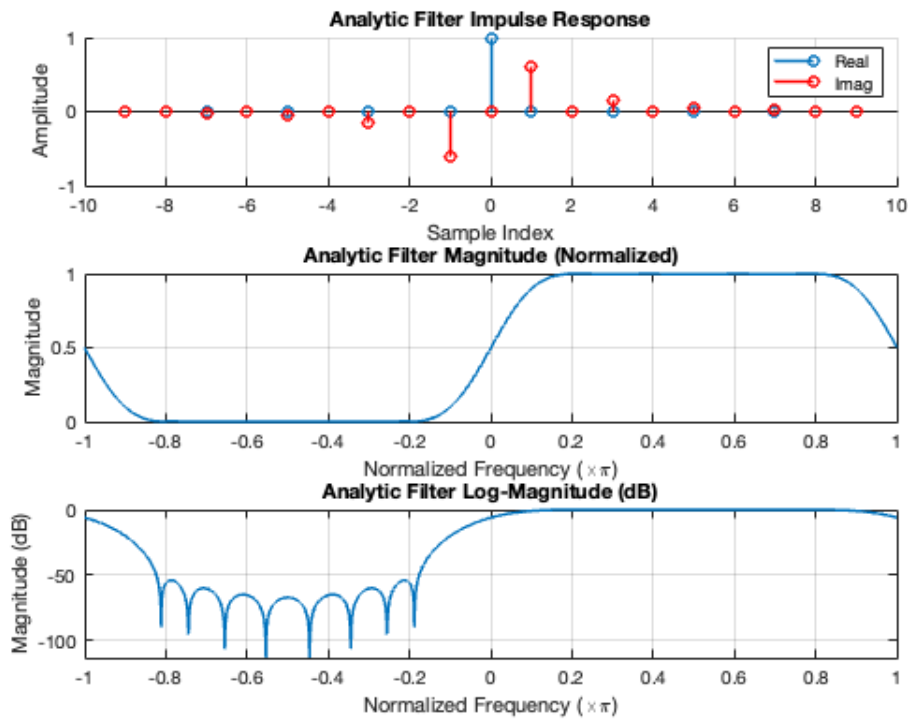 Analytic Filter Impulse Response
1
0
-1
Amplitude
Real
Imag
-10 -8 -6 -4 -2 0 2 4 6 8 10
Sample Index
Analytic Filter Magnitude (Normalized)
1
0.5
0
Magnitude
-1 -0.8 -0.6 -0.4 -0.2 0 0.2 0.4 0.6 0.8 1
Normalized Frequency (×π)
Analytic Filter Log-Magnitude (dB)
0
-50
-100
Magnitude (dB)
-1 -0.8 -0.6 -0.4 -0.2 0 0.2 0.4 0.6 0.8 1
Normalized Frequency (×π)